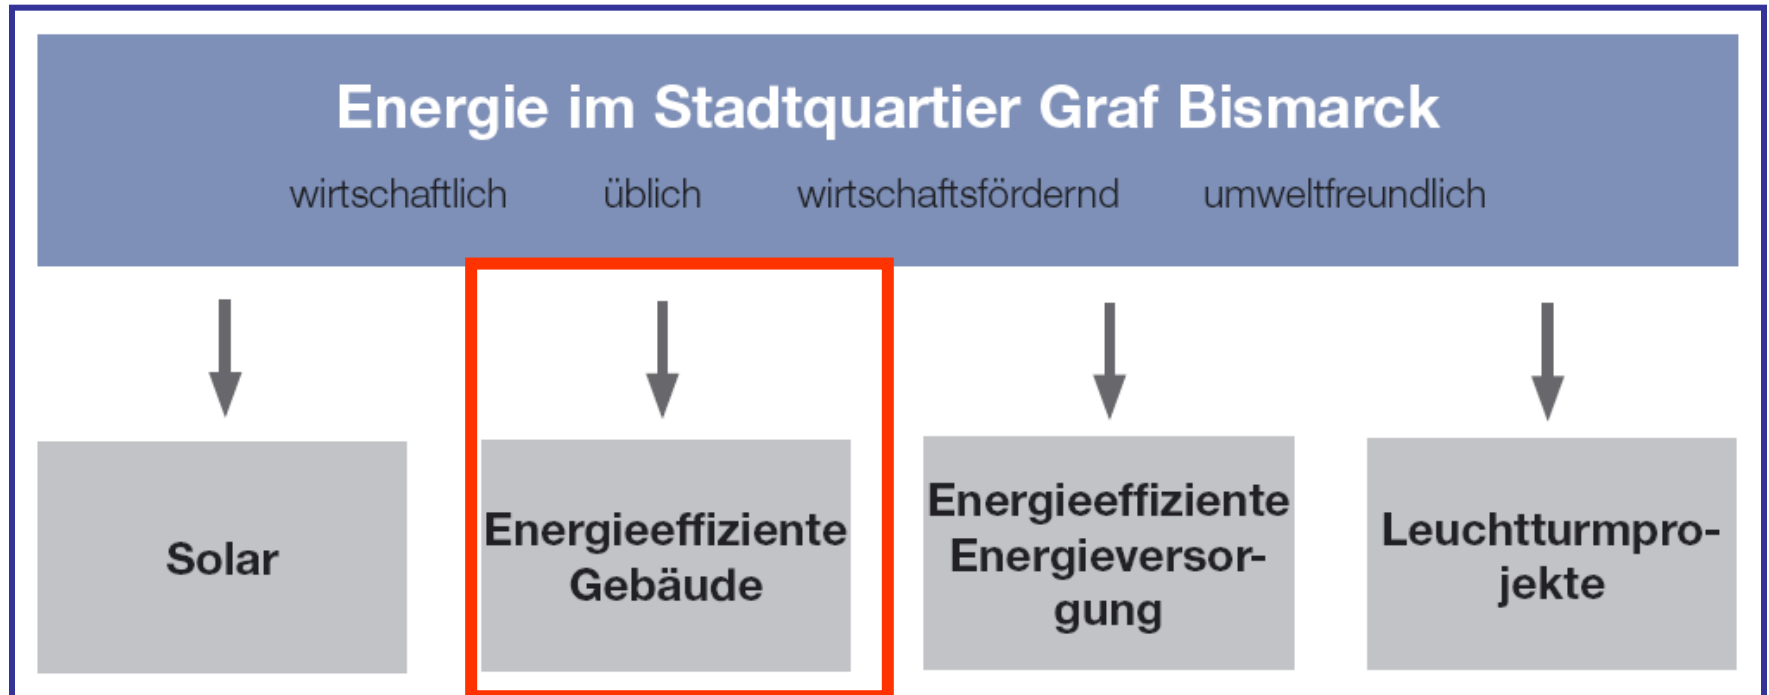 Energie im Stadtquartier Graf Bismarck
wirtschaftlich üblich wirtschaftsfördernd umweltfreundlich
Solar
Energieeffiziente
Gebäude
Energieeffiziente
Energieversor-
gung
Leuchtturmpro-
jekte